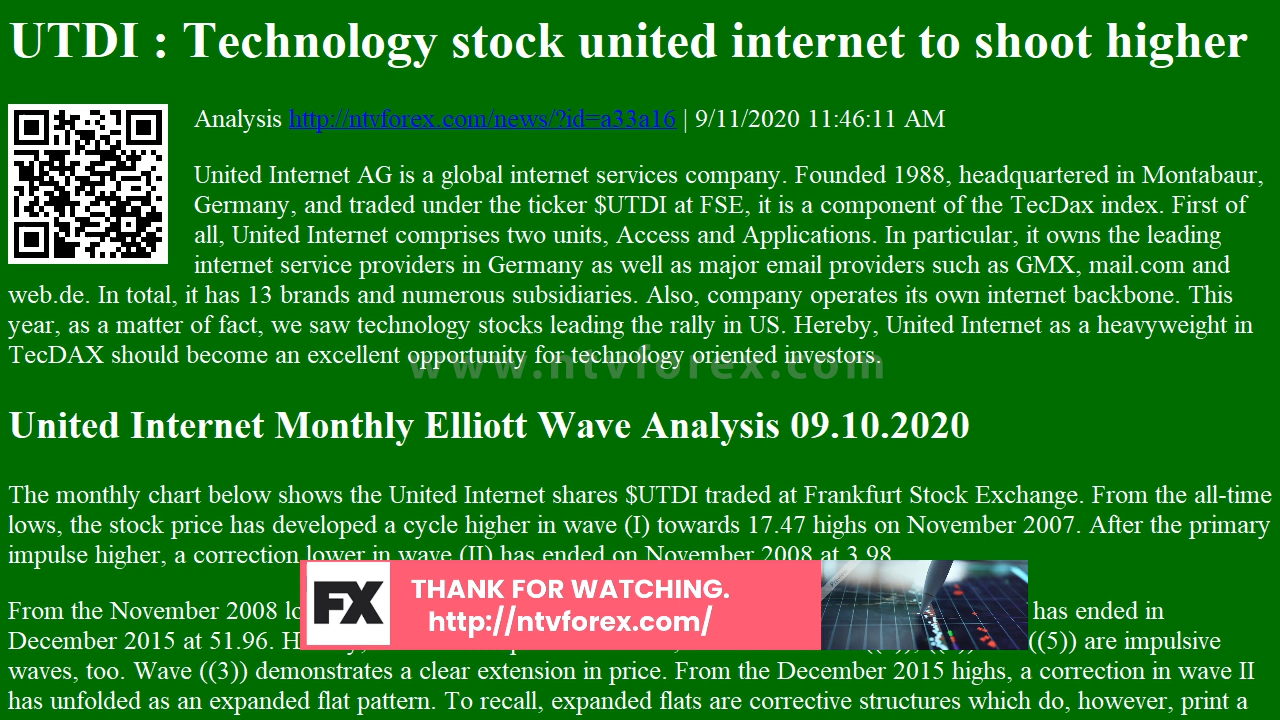 UTDI : Technology stock united internet to shoot higher
Analysis http://ntvforex.com/news/?id=a33a16 | 9/11/2020 11:46:11 AM
United Internet AG is a global internet services company. Founded 1988, headquartered in Montabaur,
Germany, and traded under the ticker $UTDI at FSE, it is a component of the TecDax index. First of
all, United Internet comprises two units, Access and Applications. In particular, it owns the leading
internet service providers in Germany as well as major email providers such as GMX, mail.com and
web.de. In total, it has 13 brands and numerous subsidiaries. Also, company operates its own internet backbone. This
year, as a matter of fact, we saw technology stocks leading the rally in US. Hereby, United Internet as a heavyweight in
TecDAX should become an excellent opportunity for technology oriented investors.
www.ntvforex.com
United Internet Monthly Elliott Wave Analysis 09.10.2020
The monthly chart below shows the United Internet shares $UTDI traded at Frankfurt Stock Exchange. From the all-time
lows, the stock price has developed a cycle higher in wave (I) towards 17.47 highs on November 2007. After the primary
impulse higher, a correction lower in wave (II) has ended on November 2008 at 3.98.
From the November 2008 has ended in
December 2015 at 51.96. ((5)) are impulsive
waves, too. Wave ((3)) demonstrates a clear extension in price. From the December 2015 highs, a correction in wave II
has unfolded as an expanded flat pattern. To recall, expanded flats are corrective structures which do, however, print a
FX
THANK FOR WATCHING.
http://ntvforex.com/